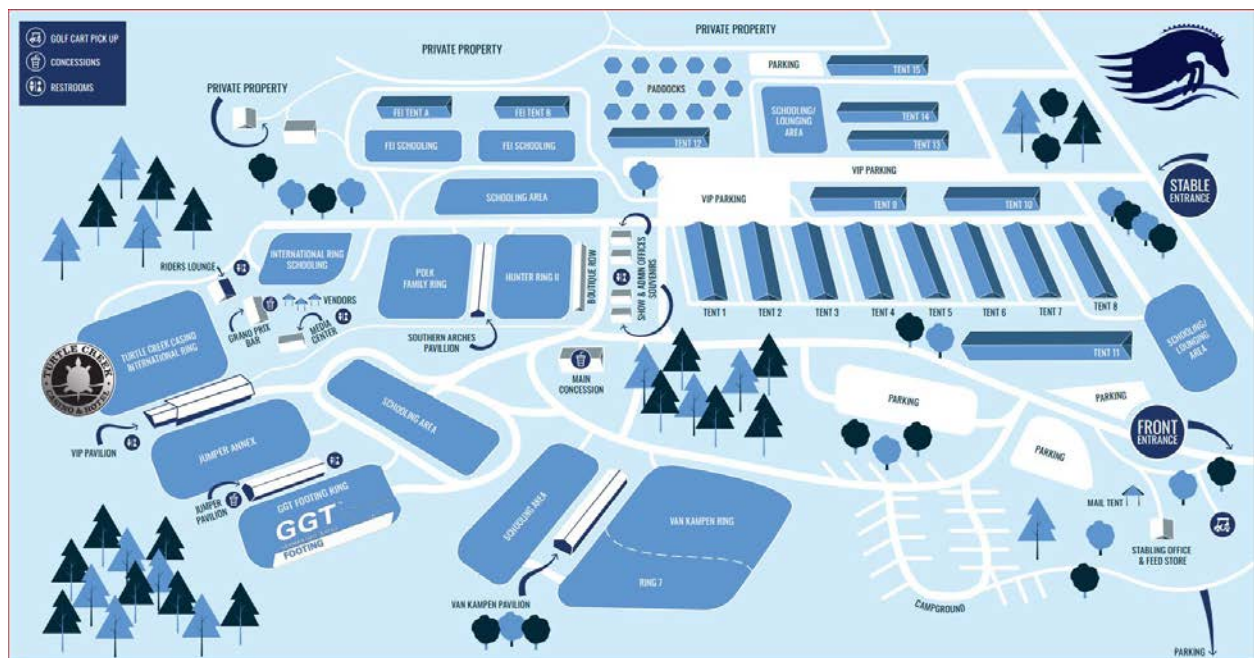 GOLF CART PICK UP
CONCESSIONS
RESTROOMS
PRIVATE PROPERTY
PRIVATE PROPERTY
PRIVATE PROPERTY
PARKING
TENT 15
PADDOCKS
SCHOOLING/
LOUNGING
AREA
TENT 14
TENT 13
TENT 12
FEI TENT A
FEI TENT B
FEI SCHOOLING
FEI SCHOOLING
VIP PARKING
VIP PARKING
STABLE
ENTRANCE
SCHOOLING AREA
TENT 9
TENT 10
INTERNATIONAL RING
SCHOOLING
POLK
FAMILY
RING
HUNTER RING II
BOUTIQUE ROW
SHOW & ADMIN OFFICES
SOUVENIRS
RIDERS LOUNGE
VENDORS
GRAND PRIX
BAR
MEDIA
CENTER
SOUTHERN ARCHES
PAVILLION
TENT 1
TENT 2
TENT 3
TENT 4
TENT 5
TENT 6
TENT 7
TENT 8
TENT 11
SCHOOLING/
LOUNGING
AREA
TURTLE CREEK CASINO
INTERNATIONAL RING
TURTLE CREEK
CASINO & HOTEL
MAIN
CONCESSION
SCHOOLING AREA
PARKING
PARKING
FRONT
ENTRANCE
PARKING
VIP PAVILION
JUMPER ANNEX
JUMPER
PAVILION
GGT FOOTING RING
GGT
FOOTING
SCHOOLING AREA
VAN KAMPEN RING
RING 7
VAN KAMPEN PAVILION
MAIL TENT
STABLING OFFICE
& FEED STORE
CAMPGROUND
PARKING